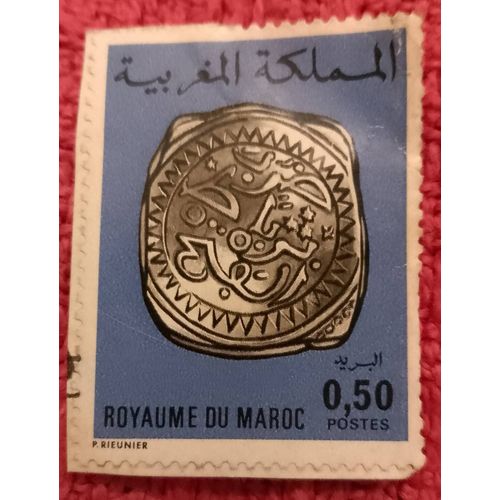 المملكة المغربية
البريد
0,50
POSTES
ROYAUME DU MAROC
P. RIEUNIER